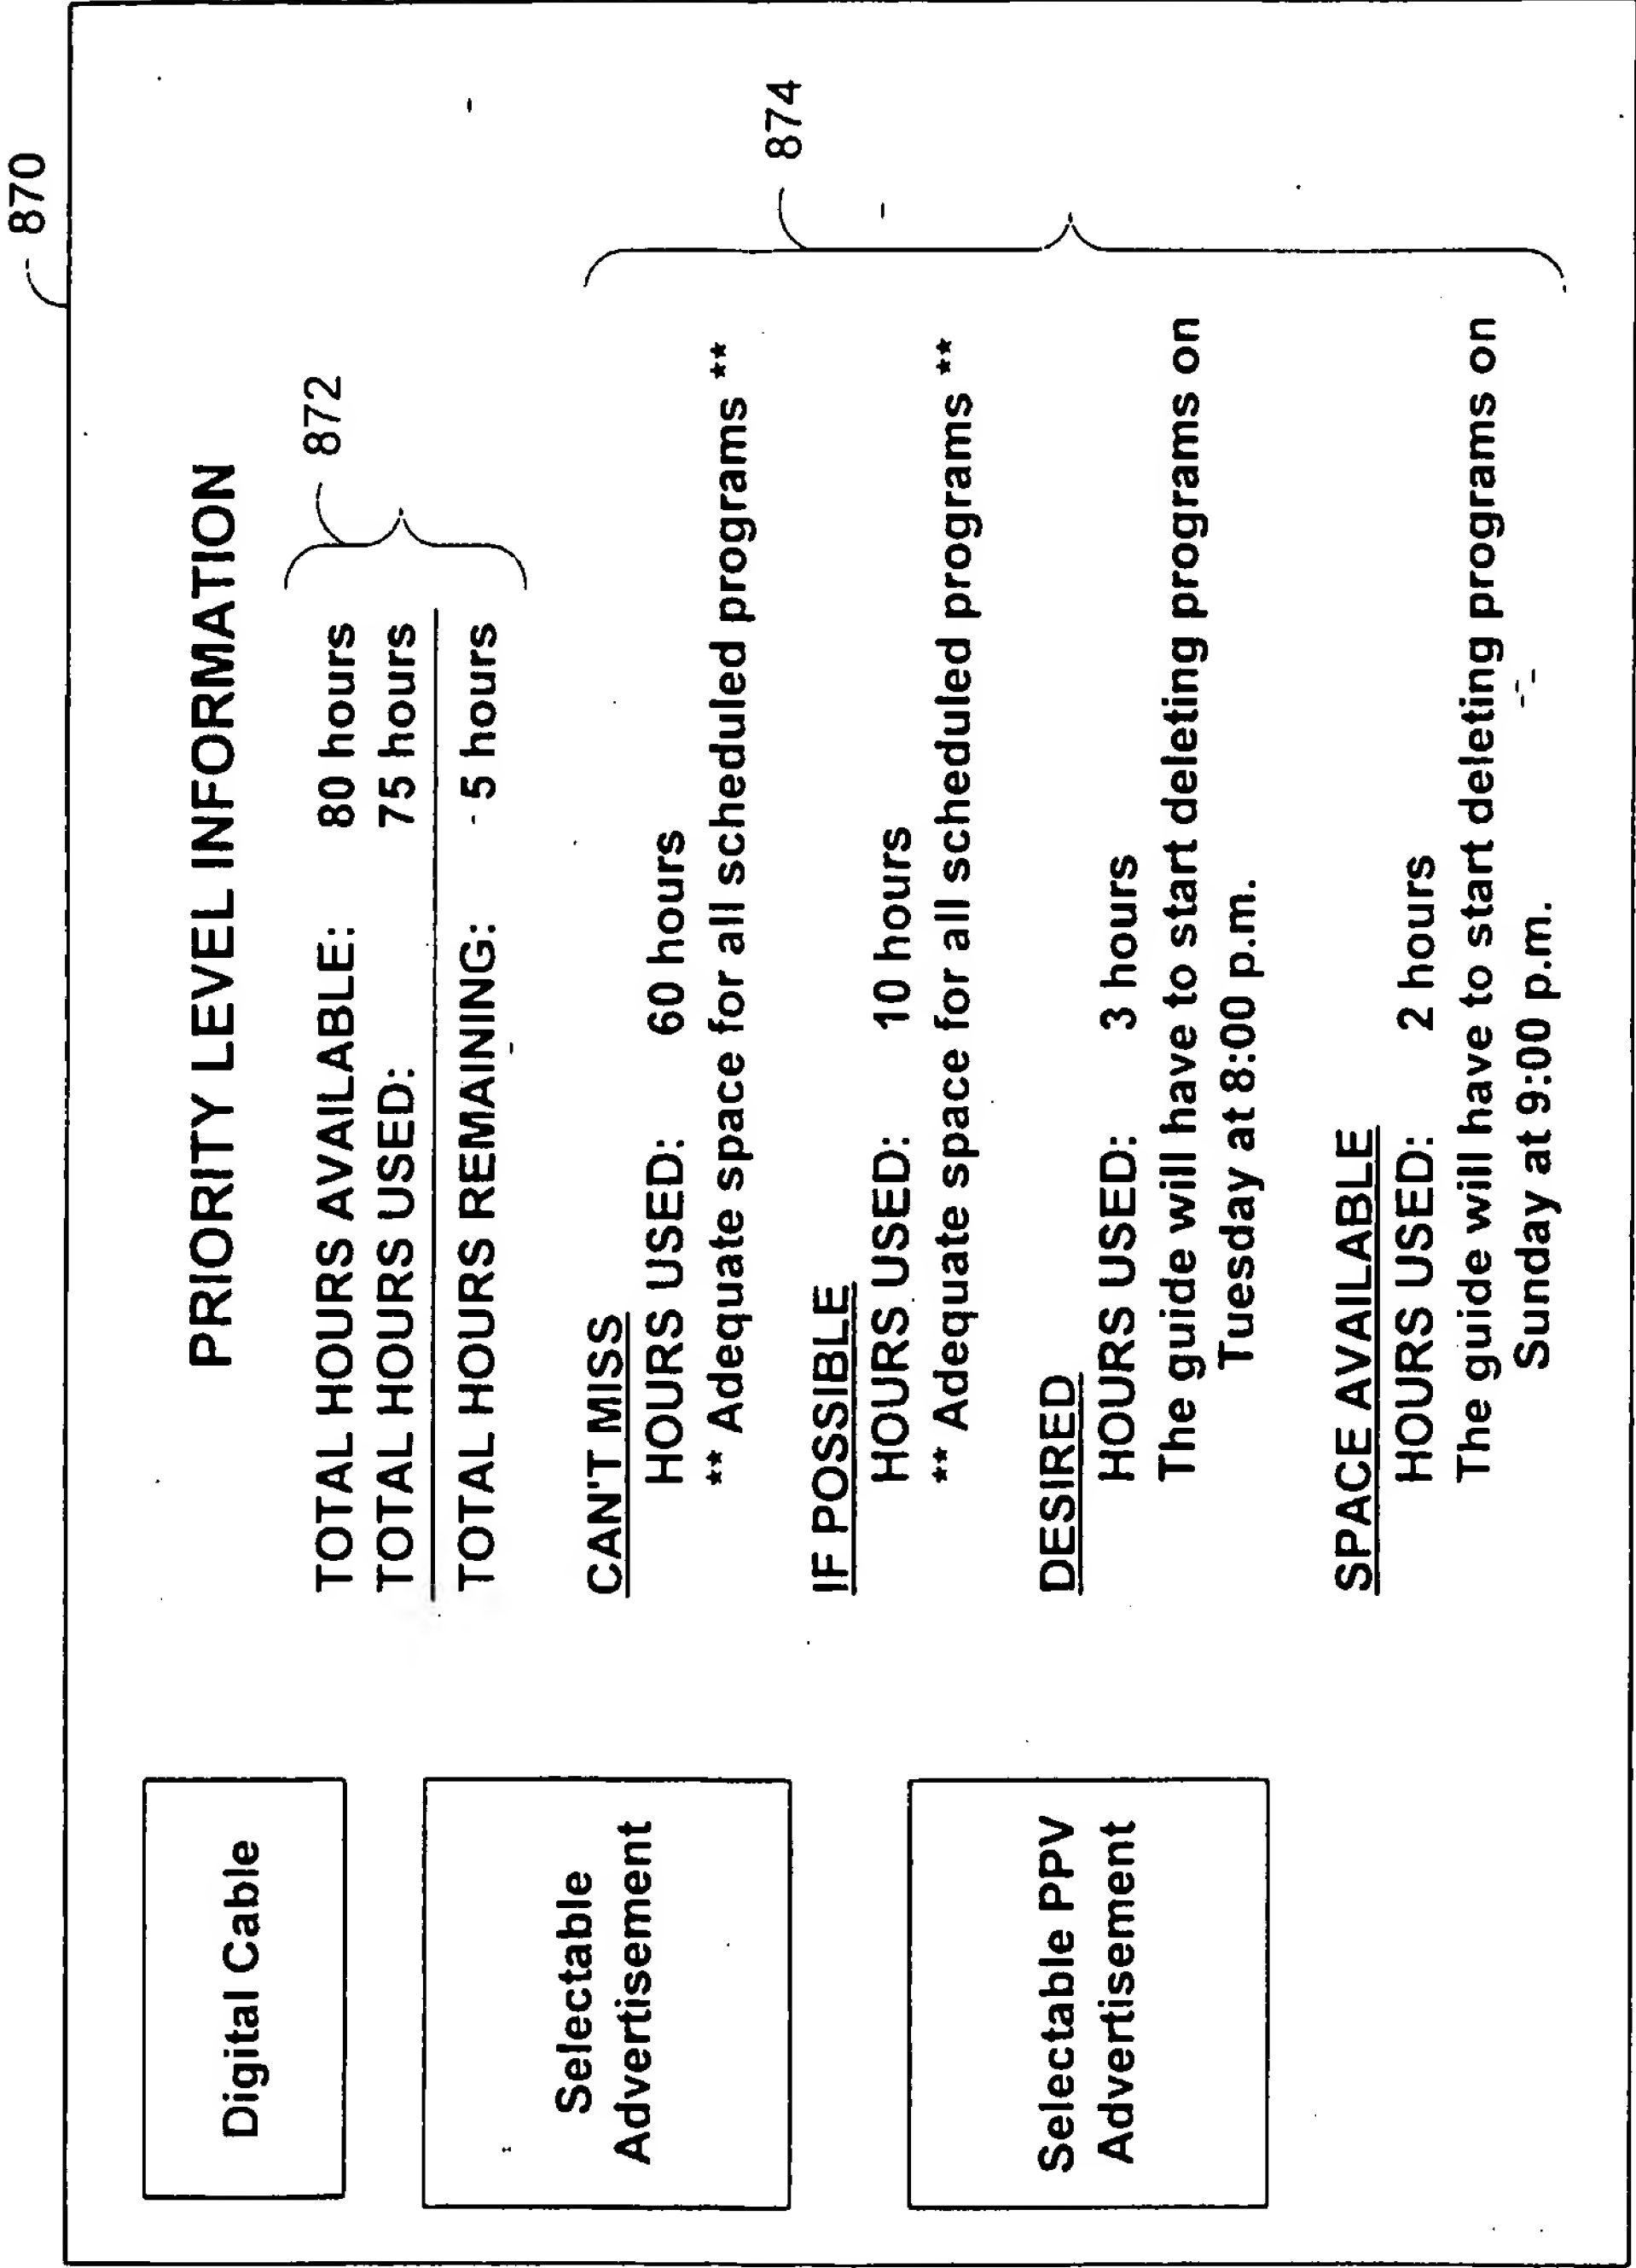 870
Digital Cable
Selectable
Advertisement
Selectable PPV
Advertisement
PRIORITY LEVEL INFORMATION
TOTAL HOURS AVAILABLE: 80 hours
TOTAL HOURS USED: 75 hours
872
TOTAL HOURS REMAINING: 5 hours
CAN'T MISS
HOURS USED: 60 hours
** Adequate space for all scheduled programs **
874
IF POSSIBLE
HOURS USED: 10 hours
** Adequate space for all scheduled programs **
DESIRED
HOURS USED: 3 hours
The guide will have to start deleting programs on
Tuesday at 8:00 p.m.
SPACE AVAILABLE
HOURS USED: 2 hours
The guide will have to start deleting programs on
Sunday at 9:00 p.m.